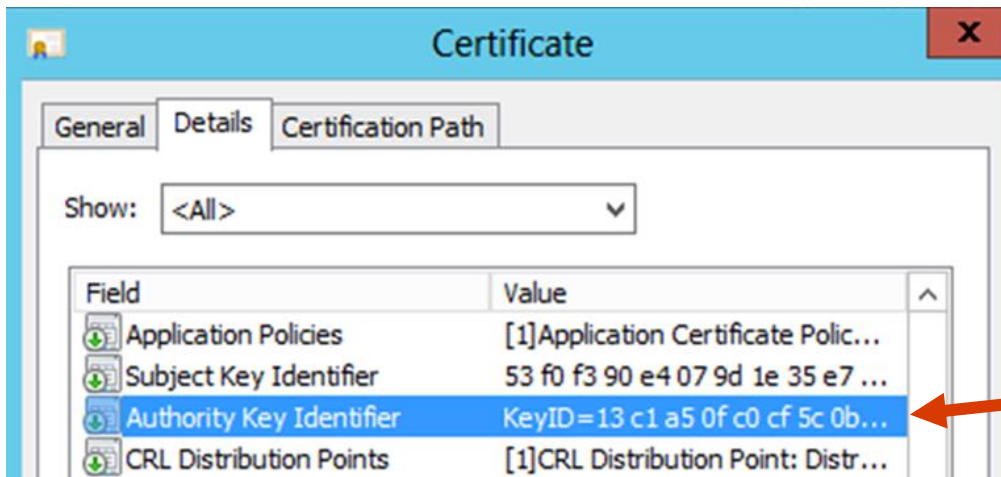 Certificate x
General Details Certification Path
Show: <All>
Field Value
Application Policies [1]Application Certificate Polic...
Subject Key Identifier 53 f0 f3 90 e4 07 9d 1e 35 e7 ...
Authority Key Identifier KeyID=13 c1 a5 0f c0 cf 5c 0b...
CRL Distribution Points [1]CRL Distribution Point: Distr...